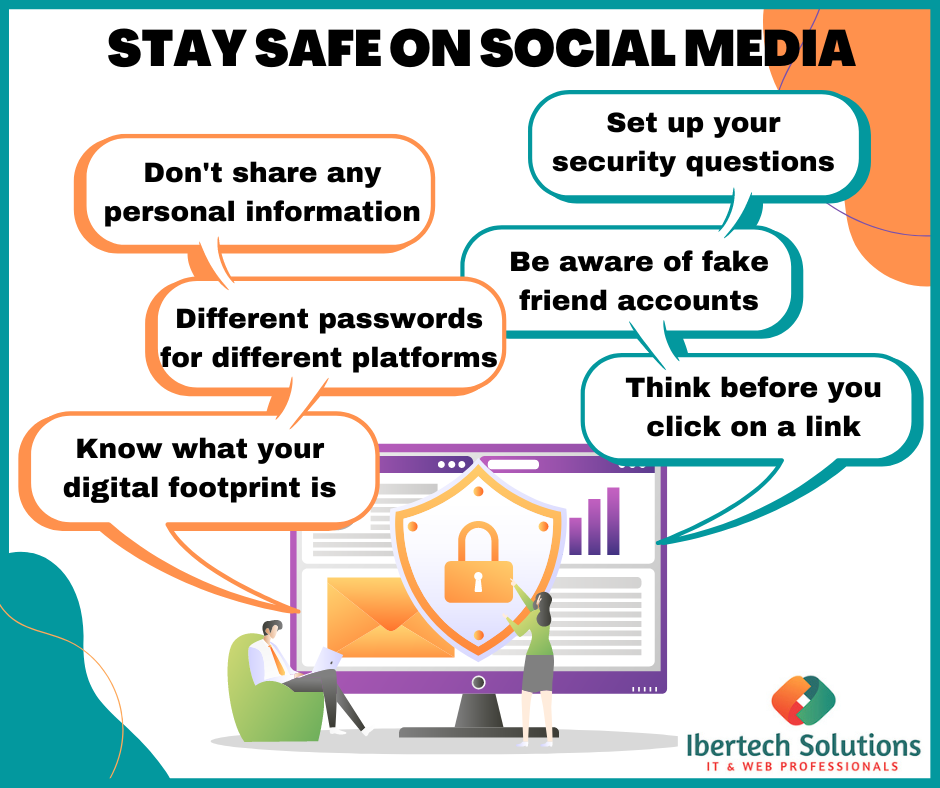 STAY SAFE ON SOCIAL MEDIA
Don't share any
personal information
Different passwords
for different platforms
Know what your
digital footprint is
Set up your
security questions
Be aware of fake
friend accounts
Think before you
click on a link
Ibertech Solutions
IT & WEB PROFESSIONALS